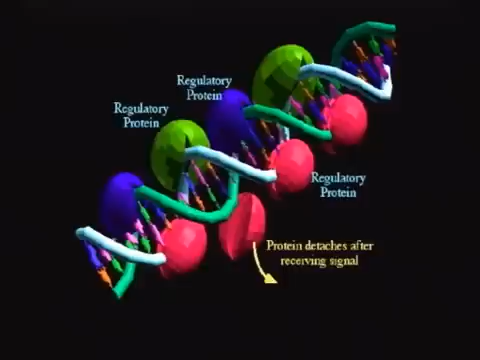 Regulatory
Protein
Regulatory
Protein
Regulatory
Protein
Protein detaches after
receiving signal